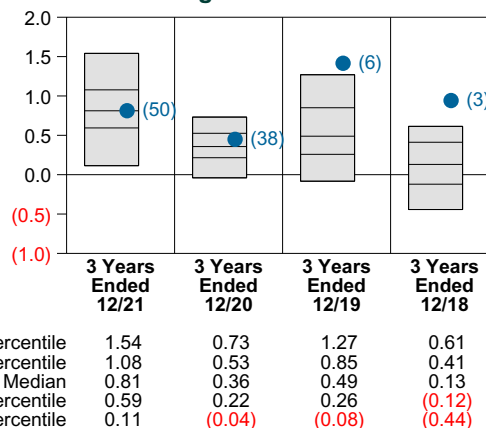 2.0
1.5
1.0
0.5
0.0
(0.5)
(1.0)
(50)
(38)
(6)
(3)
3 Years Ended 12/21
3 Years Ended 12/20
3 Years Ended 12/19
3 Years Ended 12/18
ercentile 1.54 0.73 1.27 0.61
ercentile 1.08 0.53 0.85 0.41
Median 0.81 0.36 0.49 0.13
ercentile 0.59 0.22 0.26 (0.12)
ercentile 0.11 (0.04) (0.08) (0.44)